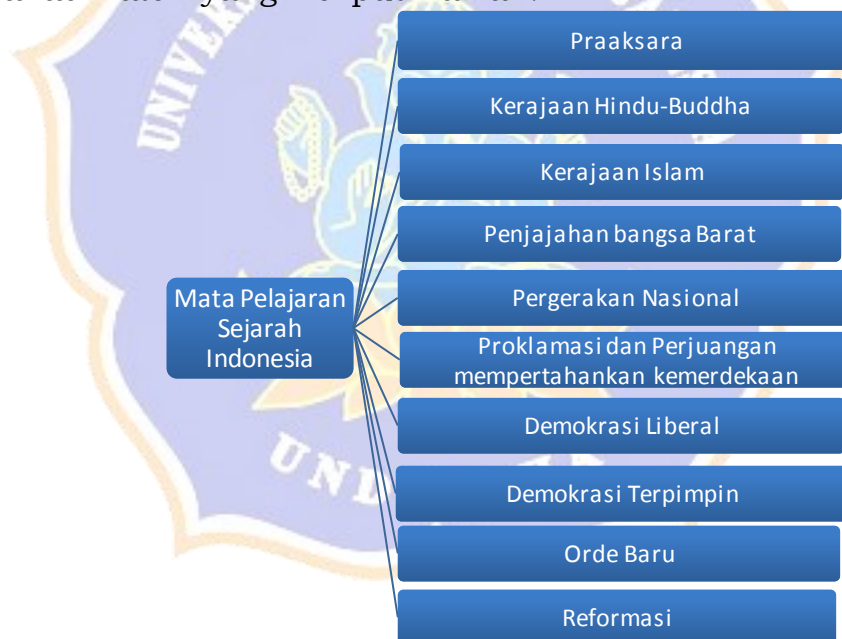 Mata Pelajaran
Sejarah
Indonesia
Praaksara
Kerajaan Hindu-Buddha
Kerajaan Islam
Penjajahan bangsa Barat
Pergerakan Nasional
Proklamasi dan Perjuangan
mempertahankan kemerdekaan
Demokrasi Liberal
Demokrasi Terpimpin
Orde Baru
Reformasi